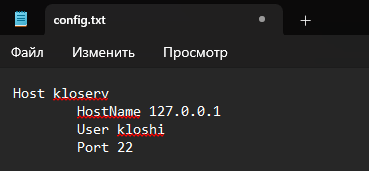 config.txt
Файл Изменить Просмотр
Host kloserv
HostName 127.0.0.1
User kloshi
Port 22